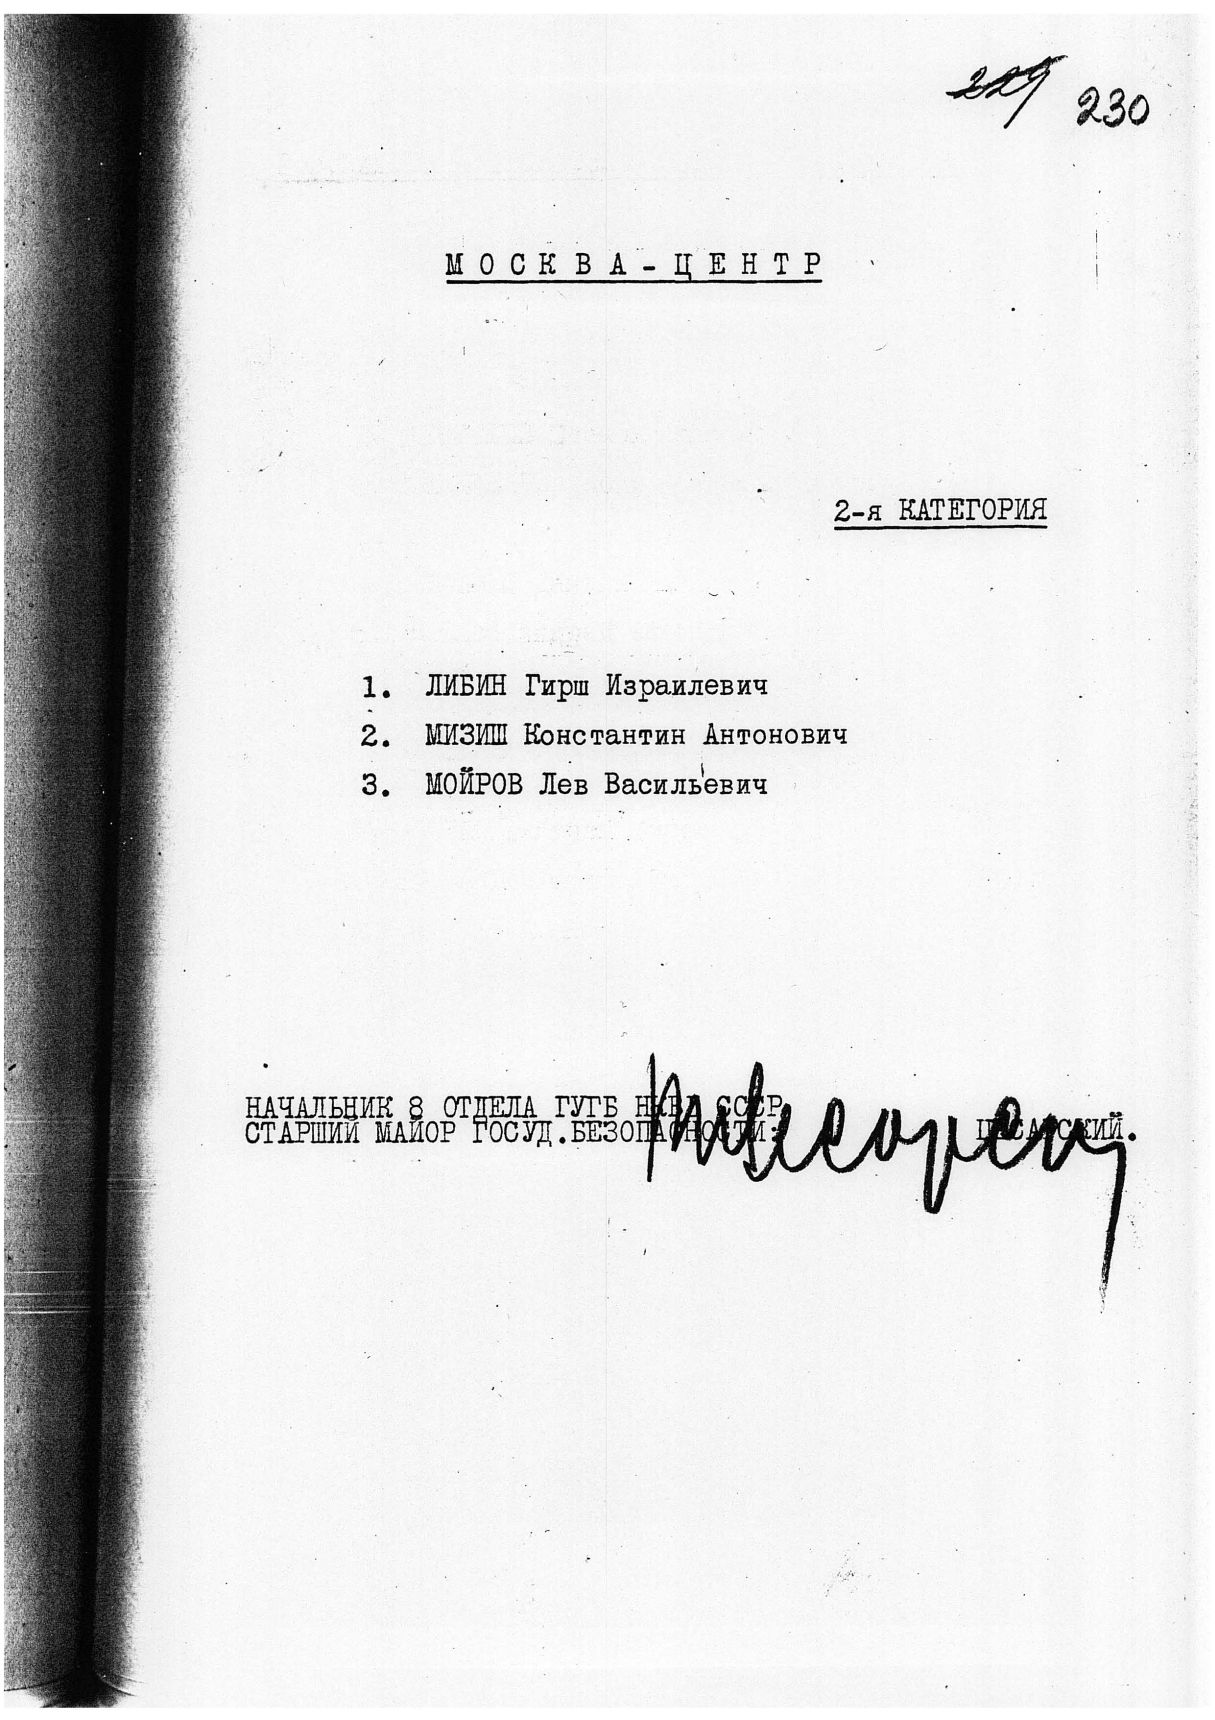 229 230
МОСКВА-ЦЕНТР
2-я КАТЕГОРИЯ
1. ЛИБИН Гирш Израилевич
2. МИЗИШ Константин Антонович
3. МОЙРОВ Лев Васильевич
НАЧАЛЬНИК 8 ОТДЕЛА ГУГБ НКВД СССР
СТАРШИЙ МАЙОР ГОСУД.БЕЗОПАСНОСТИ: ЦЕСАРСКИЙ.